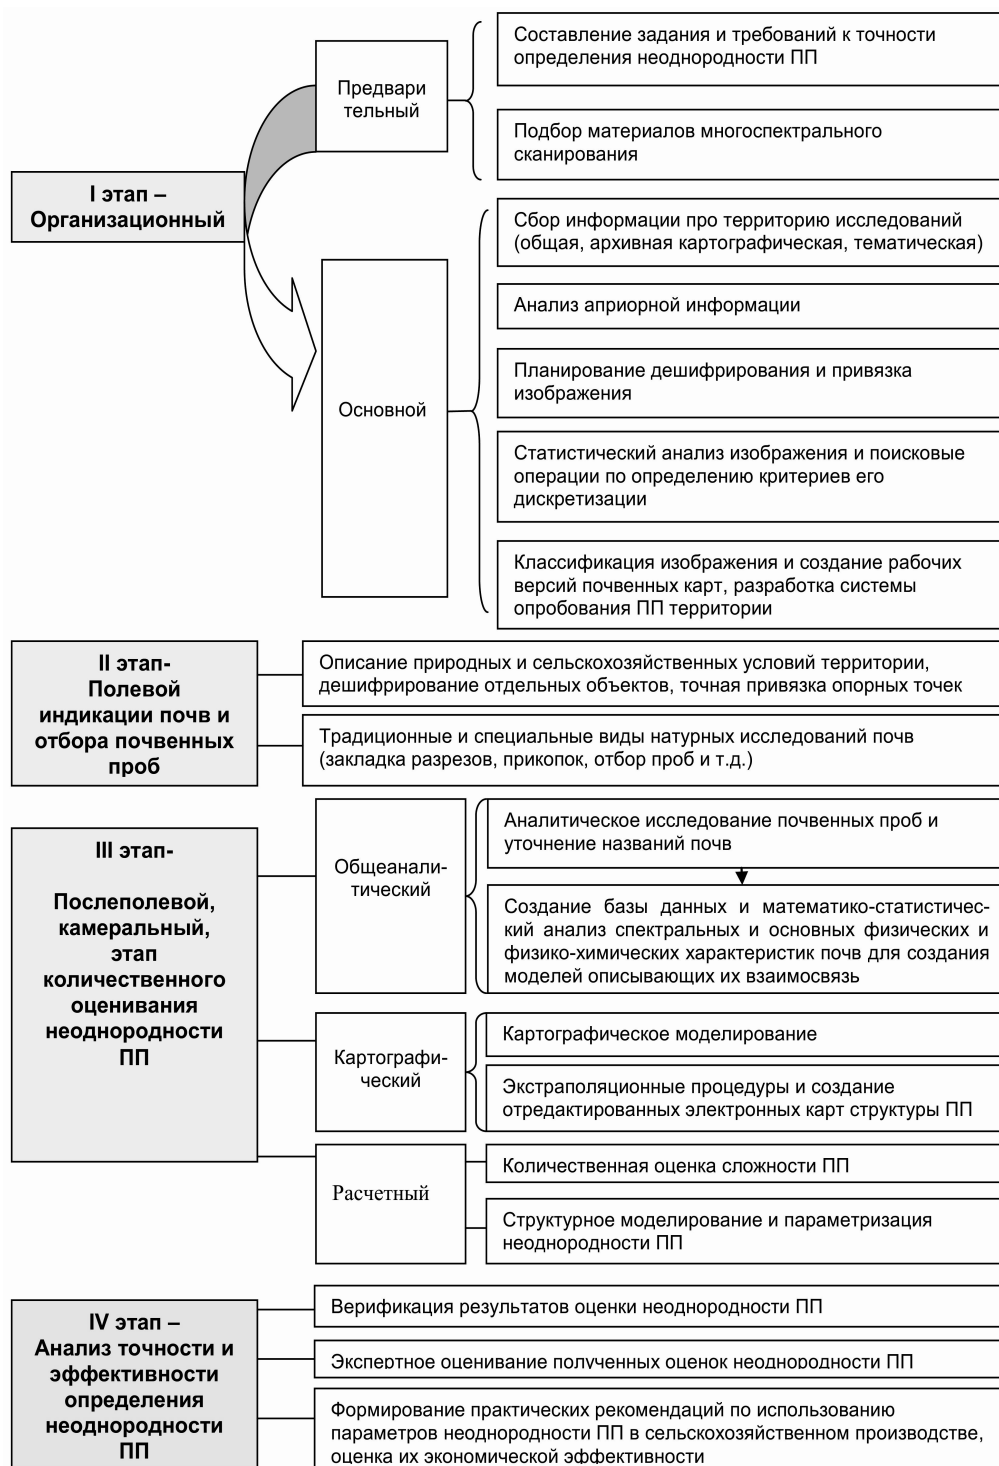 Предвари
тельный
Составление задания и требований к точности
определения неоднородности ПП
Подбор материалов многоспектрального
сканирования
I этап –
Организационный
Основной
Сбор информации про территорию исследований
(общая, архивная картографическая, тематическая)
Анализ априорной информации
Планирование дешифрирования и привязка
изображения
Статистический анализ изображения и поисковые
операции по определению критериев его
дискретизации
Классификация изображения и создание рабочих
версий почвенных карт, разработка системы
опробования ПП территории
II этап-
Полевой
индикации почв и
отбора почвенных
проб
Описание природных и сельскохозяйственных условий территории,
дешифрирование отдельных объектов, точная привязка опорных точек
Традиционные и специальные виды натурных исследований почв
(закладка разрезов, прикопок, отбор проб и т.д.)
III этап-
Послеполевой,
камеральный,
этап
количественного
оценивания
неоднородности
ПП
Общеанали-
тический
Аналитическое исследование почвенных проб и
уточнение названий почв
Создание базы данных и математико-статистичес-
кий анализ спектральных и основных физических и
физико-химических характеристик почв для создания
моделей описывающих их взаимосвязь
Картографи-
ческий
Картографическое моделирование
Экстраполяционные процедуры и создание
отредактированных электронных карт структуры ПП
Расчетный
Количественная оценка сложности ПП
Структурное моделирование и параметризация
неоднородности ПП
IV этап –
Анализ точности и
эффективности
определения
неоднородности
ПП
Верификация результатов оценки неоднородности ПП
Экспертное оценивание полученных оценок неоднородности ПП
Формирование практических рекомендаций по использованию
параметров неоднородности ПП в сельскохозяйственном производстве,
оценка их экономической эффективности